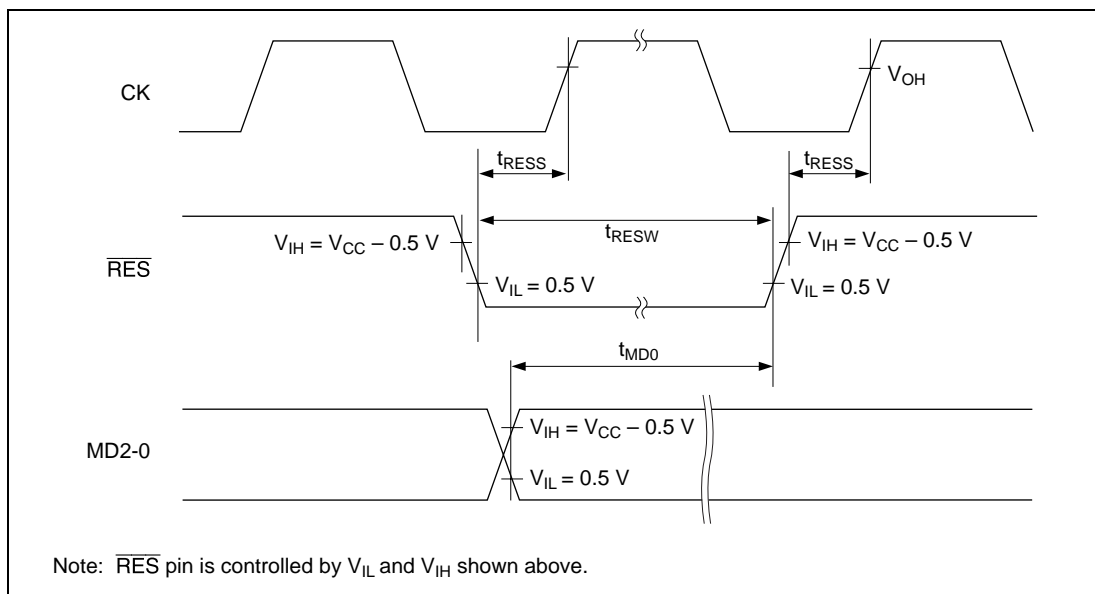 CK
V_OH
t_RESS t_RESS
t_RESW
V_IH = V_CC – 0.5 V V_IH = V_CC – 0.5 V
R̅E̅S̅
V_IL = 0.5 V V_IL = 0.5 V
t_MD0
V_IH = V_CC – 0.5 V
MD2-0
V_IL = 0.5 V
Note: R̅E̅S̅ pin is controlled by V_IL and V_IH shown above.